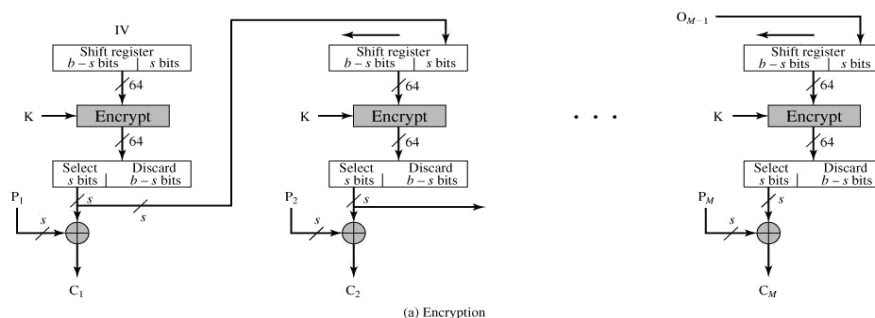 IV
Shift register
b – s bits | s bits
64
K
Encrypt
64
Select Discard
s bits | b – s bits
P1
s
s
s
C1
Shift register
b – s bits | s bits
64
K
Encrypt
64
Select Discard
s bits | b – s bits
P2
s
s
C2
. . .
OM–1
Shift register
b – s bits | s bits
64
K
Encrypt
64
Select Discard
s bits | b – s bits
PM
s
s
CM
(a) Encryption